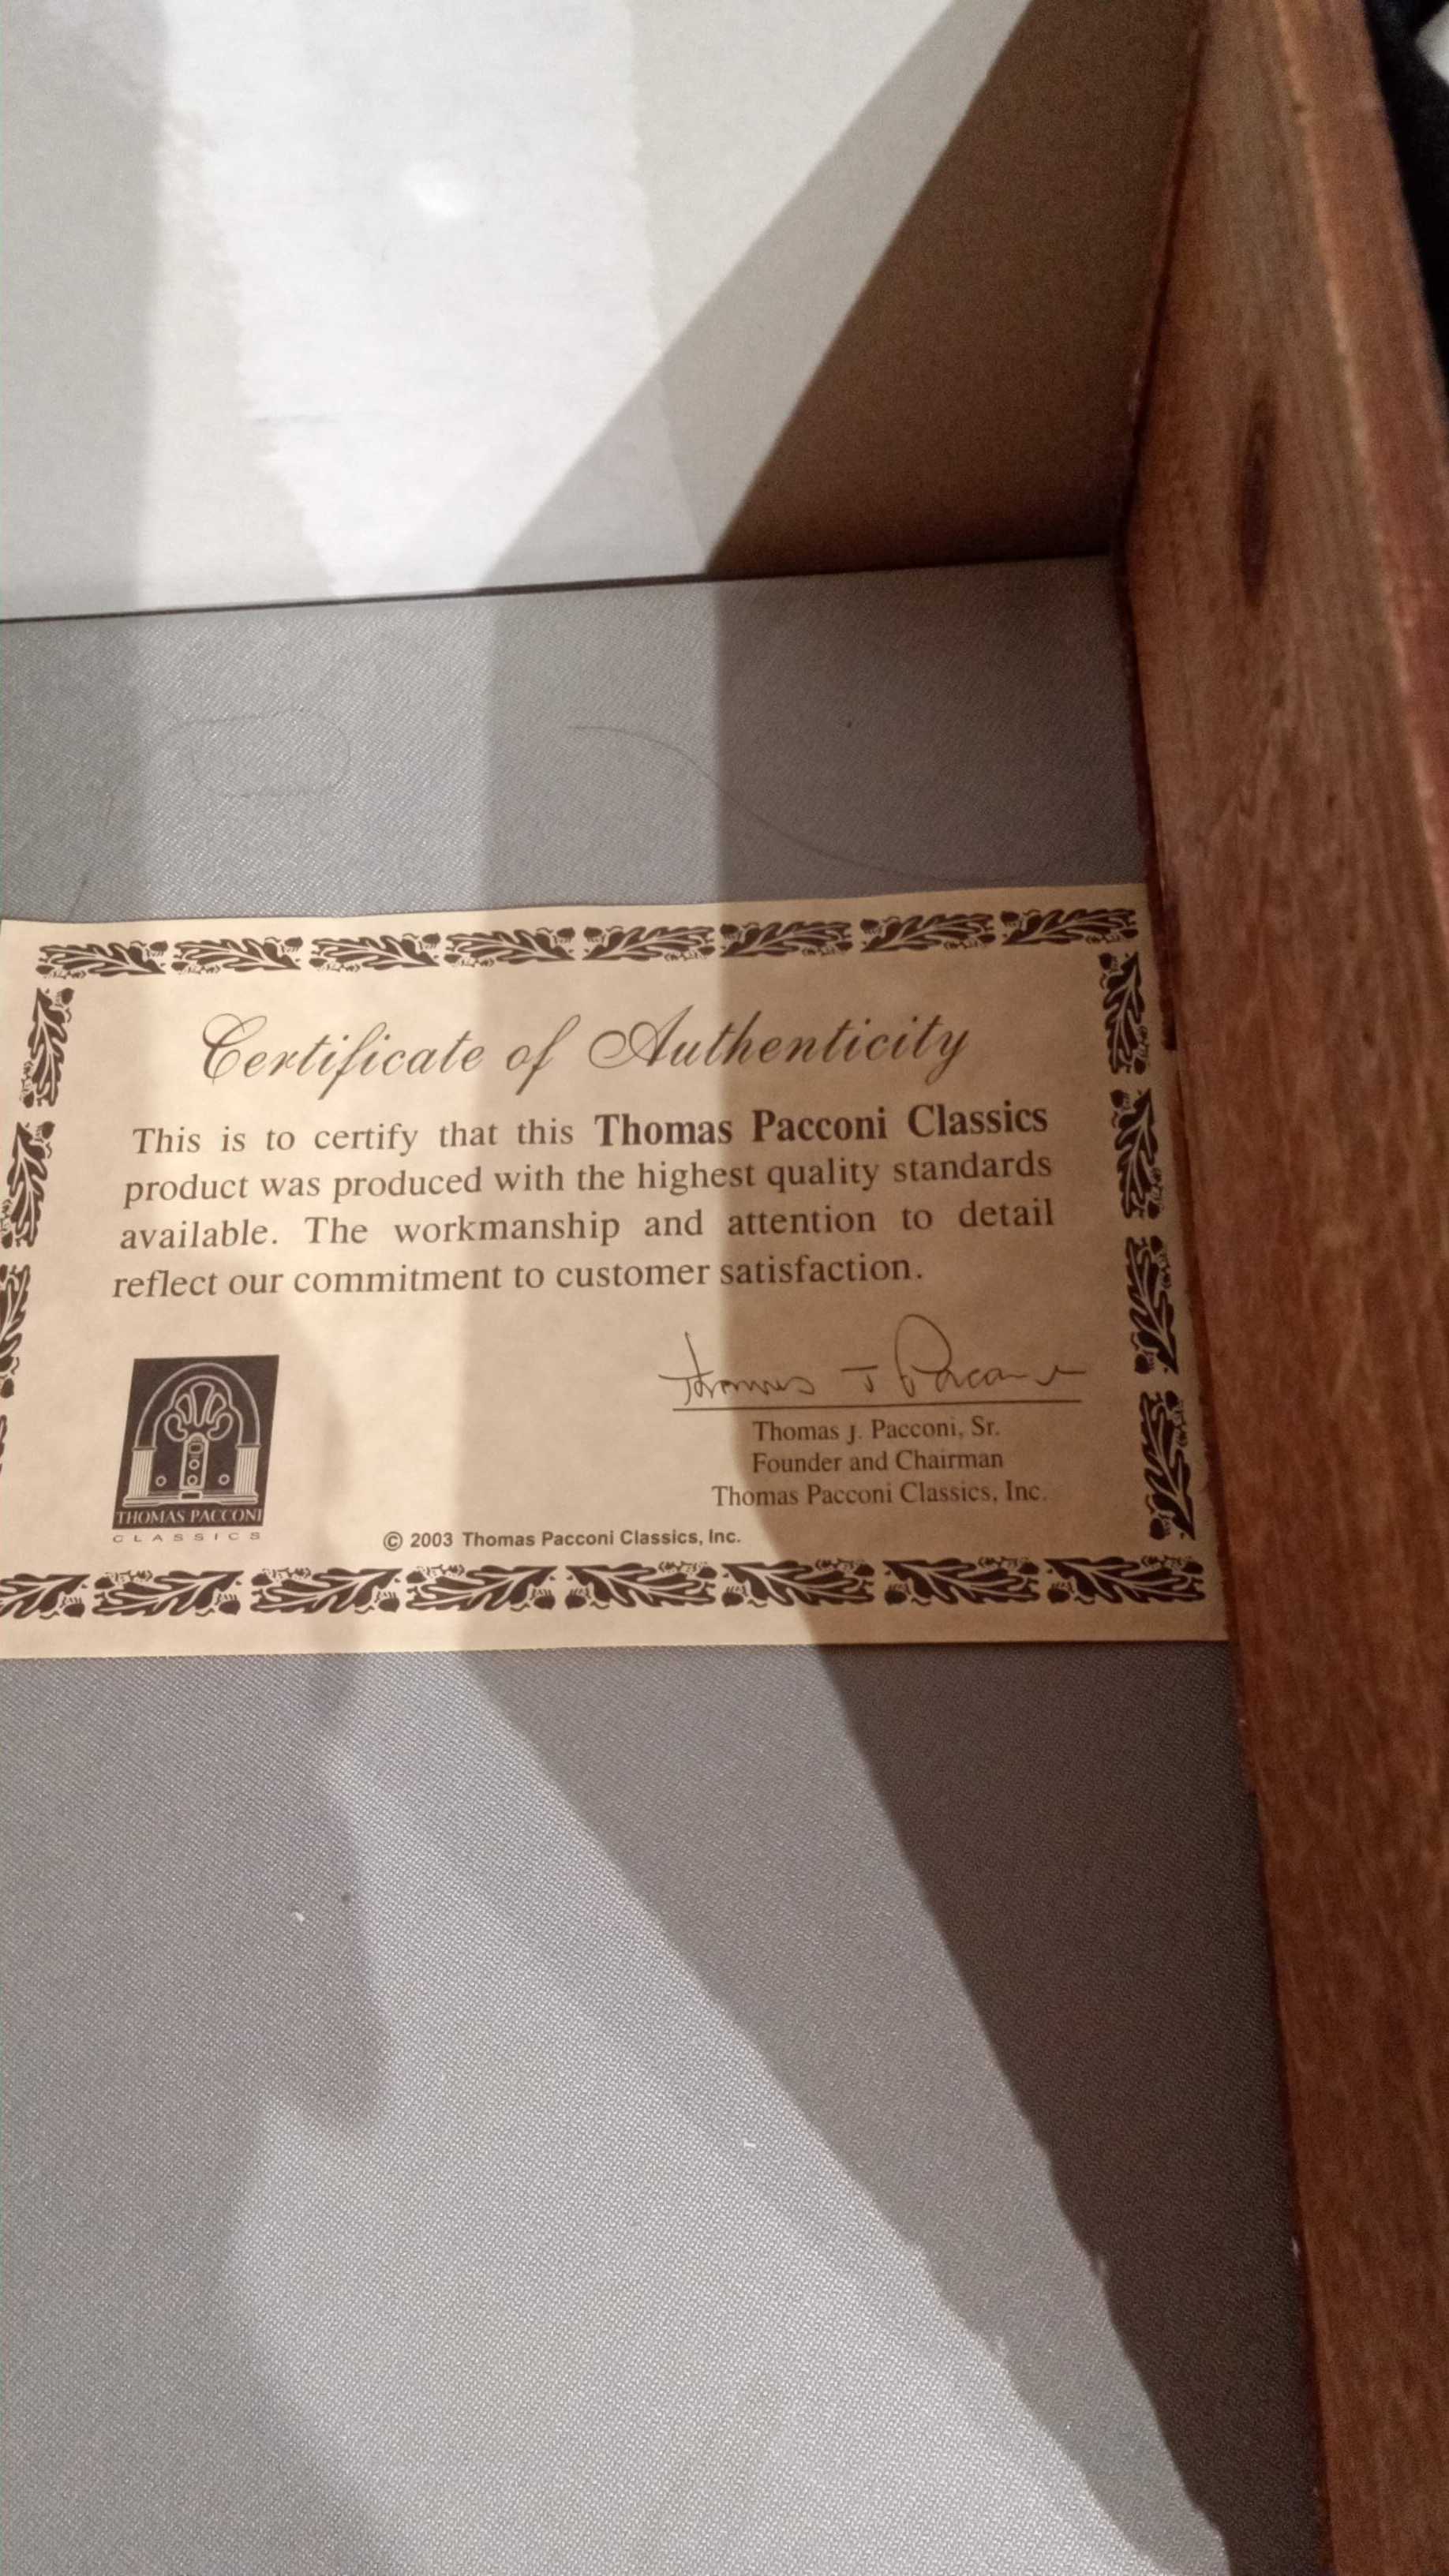 Certificate of Authenticity
This is to certify that this Thomas Pacconi Classics
product was produced with the highest quality standards
available. The workmanship and attention to detail
reflect our commitment to customer satisfaction.
Thomas J Pacconi
Thomas J. Pacconi, Sr.
Founder and Chairman
Thomas Pacconi Classics, Inc.
THOMAS PACCONI
CLASSICS
© 2003 Thomas Pacconi Classics, Inc.